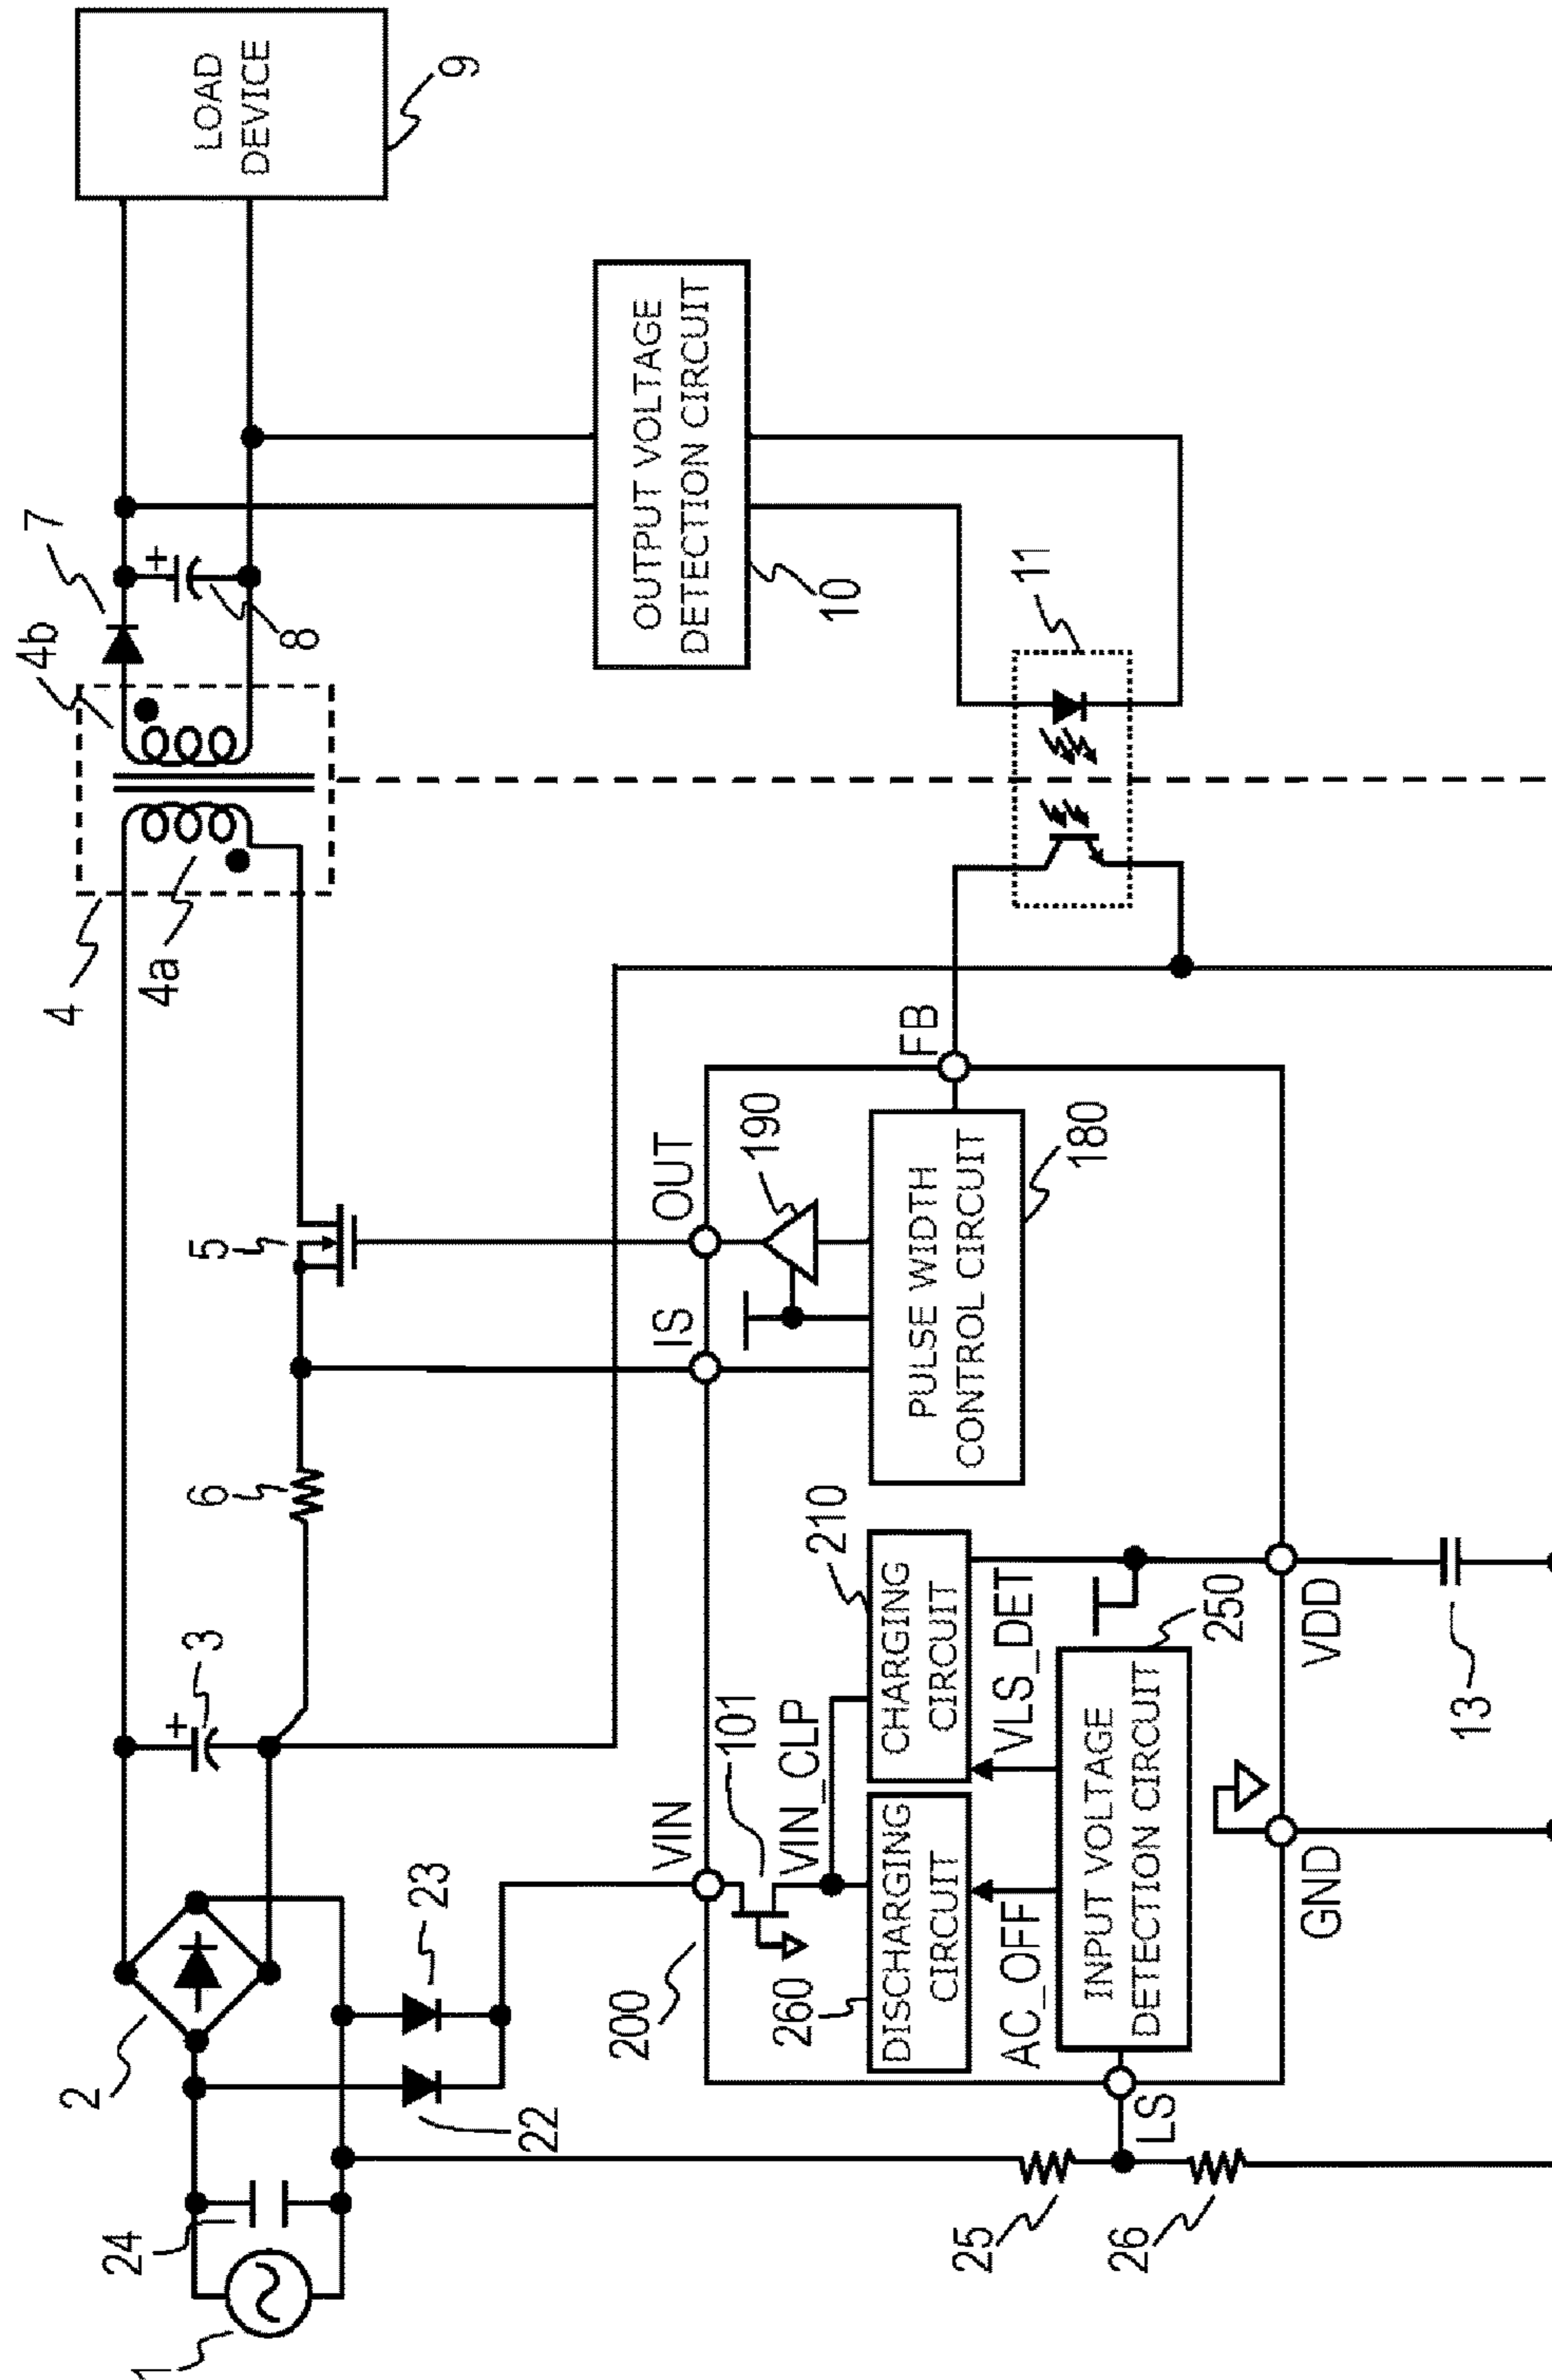 1
24
2
22
23
3
6
5
4
4a
4b
7
+
8
+
LOAD
DEVICE
9
OUTPUT VOLTAGE
DETECTION CIRCUIT
10
11
200
VIN
IS
OUT
FB
101
VIN_CLP
190
260
DISCHARGING
CIRCUIT
210
CHARGING
CIRCUIT
PULSE WIDTH
CONTROL CIRCUIT
180
AC_OFF
VLS_DET
INPUT VOLTAGE
DETECTION CIRCUIT
250
LS
25
26
GND
VDD
13